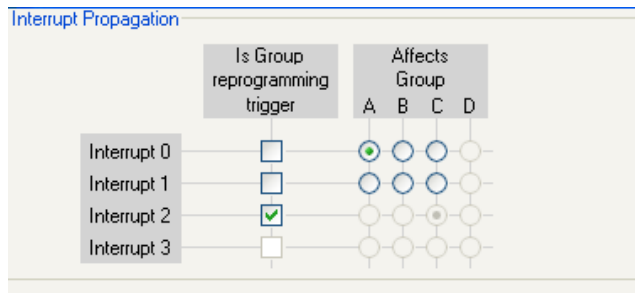 Interrupt Propagation
Is Group
reprogramming
trigger
Affects
Group
A B C D
Interrupt 0
Interrupt 1
Interrupt 2
Interrupt 3